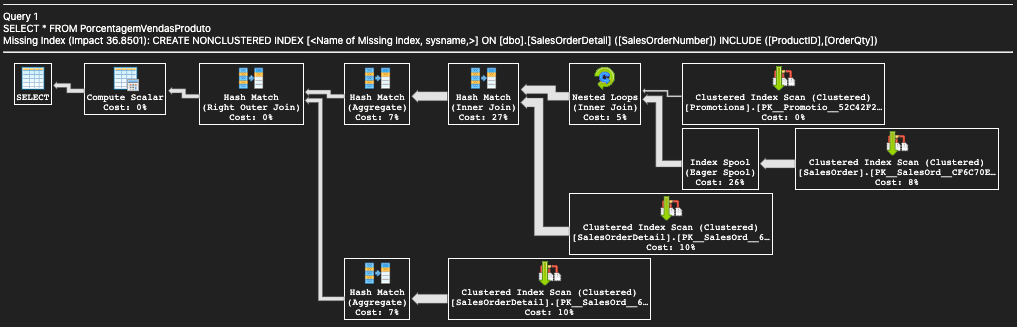 Query 1
SELECT * FROM PorcentagemVendasProduto
Missing Index (Impact 36.8501): CREATE NONCLUSTERED INDEX [<Name of Missing Index, sysname,>] ON [dbo].[SalesOrderDetail] ([SalesOrderNumber]) INCLUDE ([ProductID],[OrderQty])
SELECT
Compute Scalar
Cost: 0%
Hash Match
(Right Outer Join)
Cost: 0%
Hash Match
(Aggregate)
Cost: 7%
Hash Match
(Inner Join)
Cost: 27%
Nested Loops
(Inner Join)
Cost: 5%
Clustered Index Scan (Clustered)
[Promotions].[PK__Promotio__52C42F2...
Cost: 0%
Index Spool
(Eager Spool)
Cost: 26%
Clustered Index Scan (Clustered)
[SalesOrder].[PK__SalesOrd__CF6C70E...
Cost: 8%
Clustered Index Scan (Clustered)
[SalesOrderDetail].[PK__SalesOrd__6...
Cost: 10%
Hash Match
(Aggregate)
Cost: 7%
Clustered Index Scan (Clustered)
[SalesOrderDetail].[PK__SalesOrd__6...
Cost: 10%